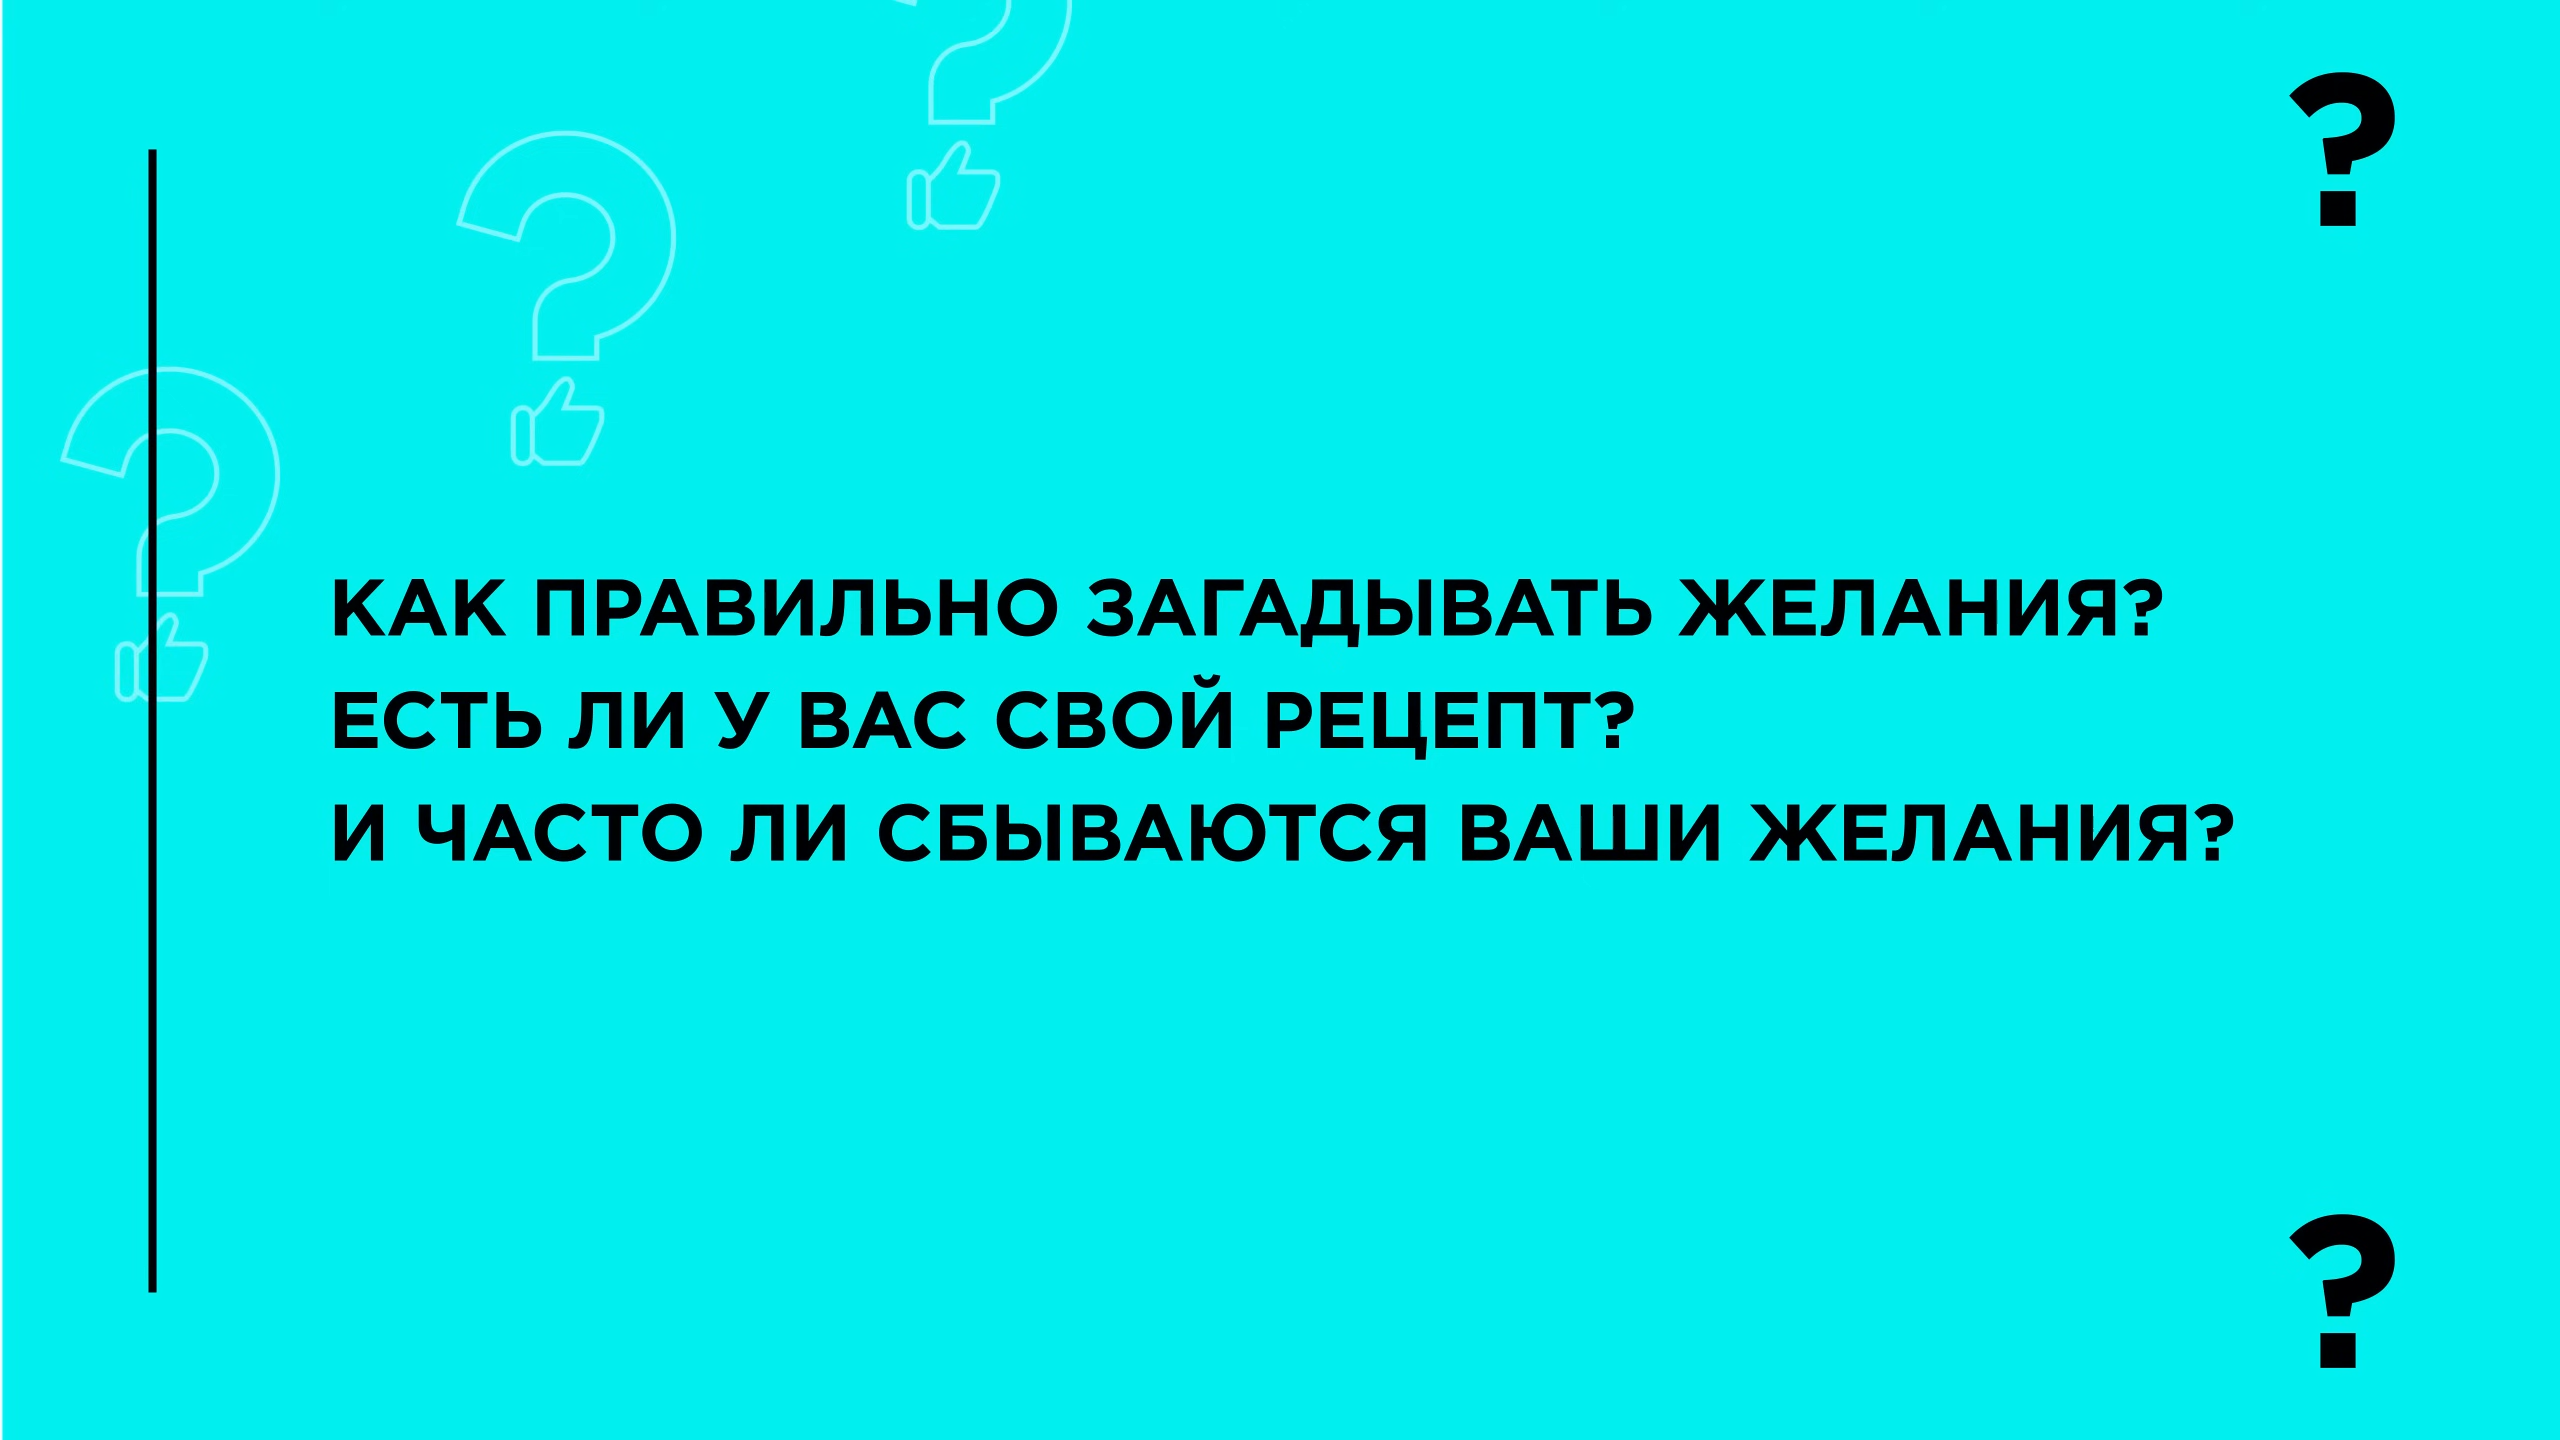 ?
КАК ПРАВИЛЬНО ЗАГАДЫВАТЬ ЖЕЛАНИЯ?
ЕСТЬ ЛИ У ВАС СВОЙ РЕЦЕПТ?
И ЧАСТО ЛИ СБЫВАЮТСЯ ВАШИ ЖЕЛАНИЯ?
?